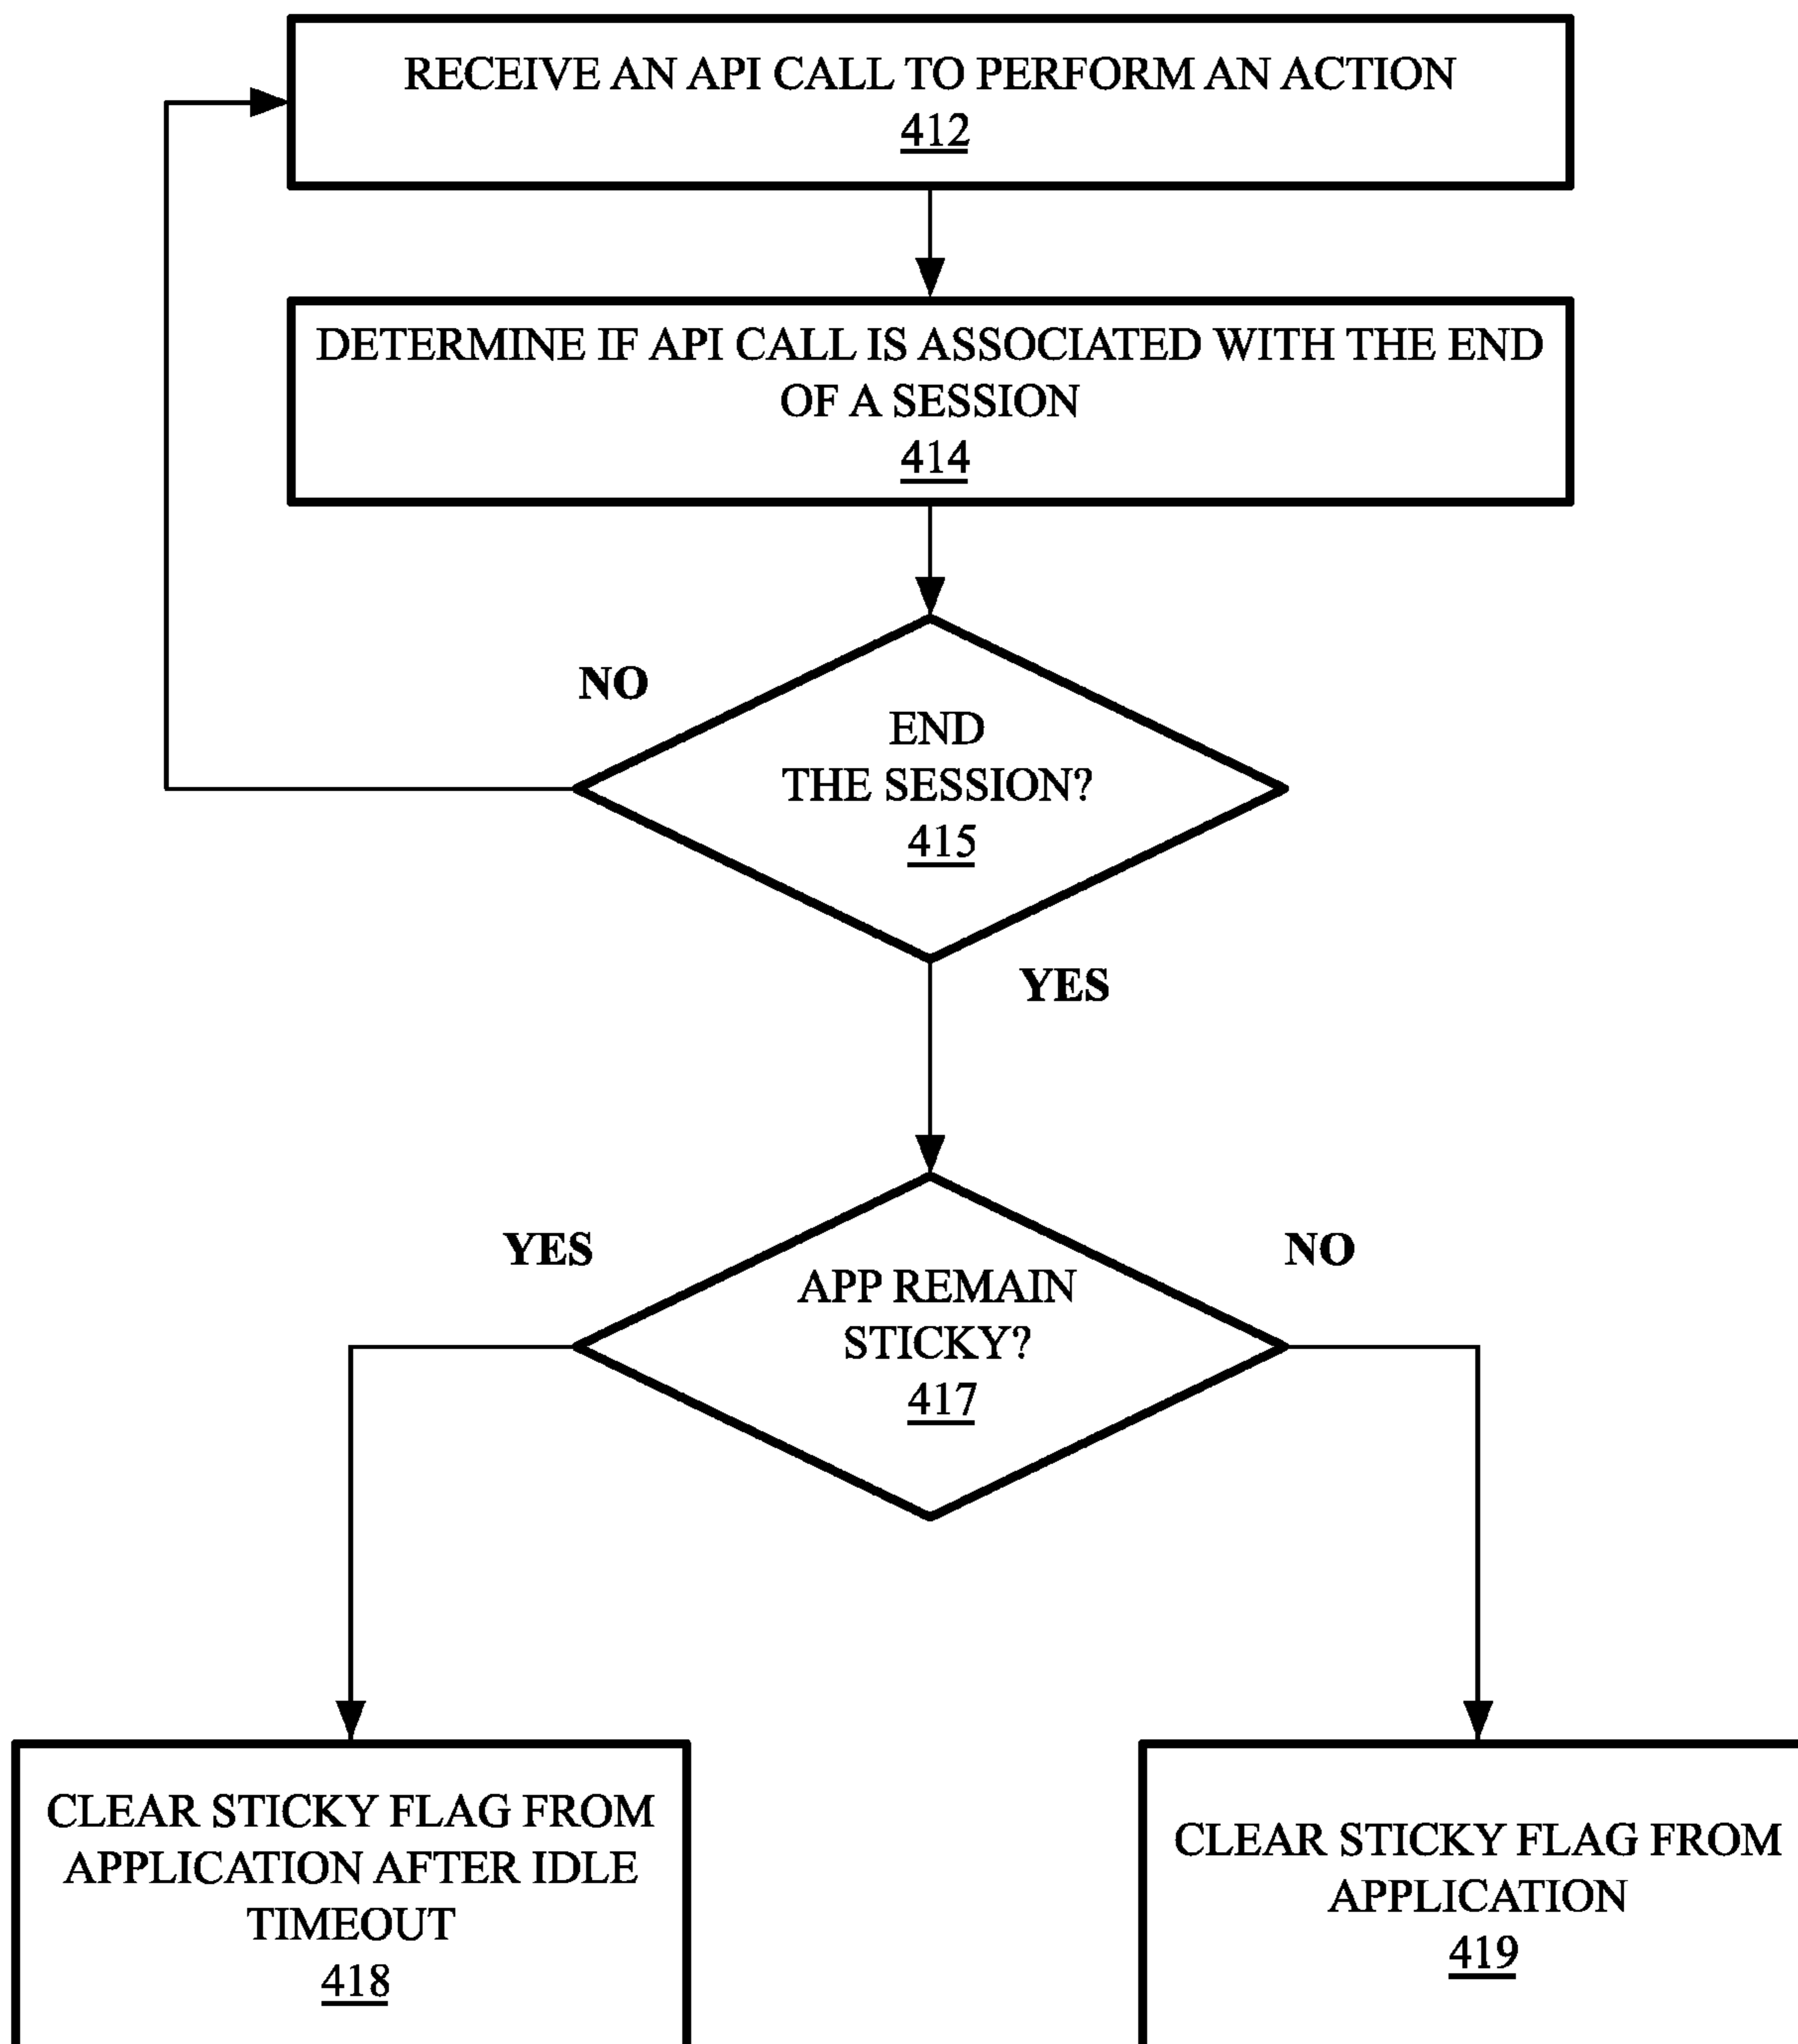 RECEIVE AN API CALL TO PERFORM AN ACTION
412
DETERMINE IF API CALL IS ASSOCIATED WITH THE END
OF A SESSION
414
NO
END
THE SESSION?
415
YES
YES
NO
APP REMAIN
STICKY?
417
CLEAR STICKY FLAG FROM
APPLICATION AFTER IDLE
TIMEOUT
418
CLEAR STICKY FLAG FROM
APPLICATION
419